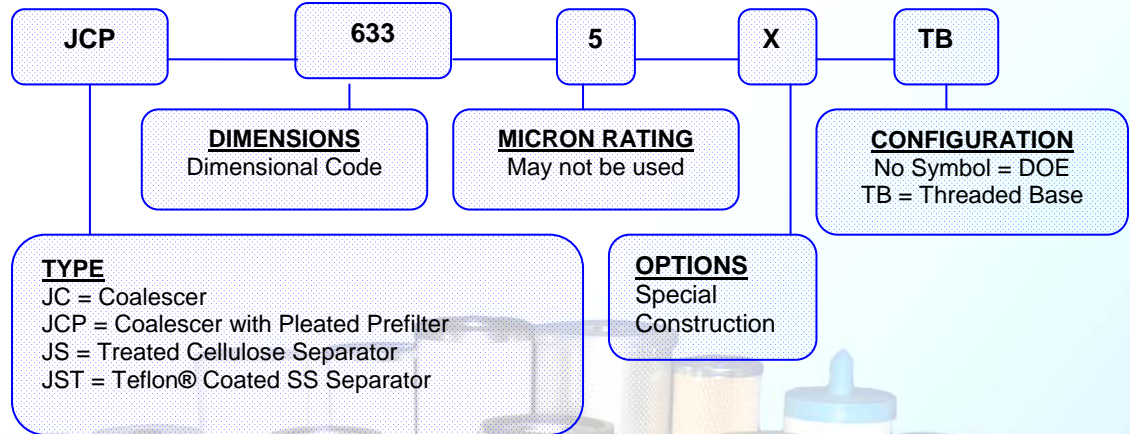 JCP
633
5
X
TB
DIMENSIONS
Dimensional Code
MICRON RATING
May not be used
CONFIGURATION
No Symbol = DOE
TB = Threaded Base
TYPE
JC = Coalescer
JCP = Coalescer with Pleated Prefilter
JS = Treated Cellulose Separator
JST = Teflon® Coated SS Separator
OPTIONS
Special
Construction